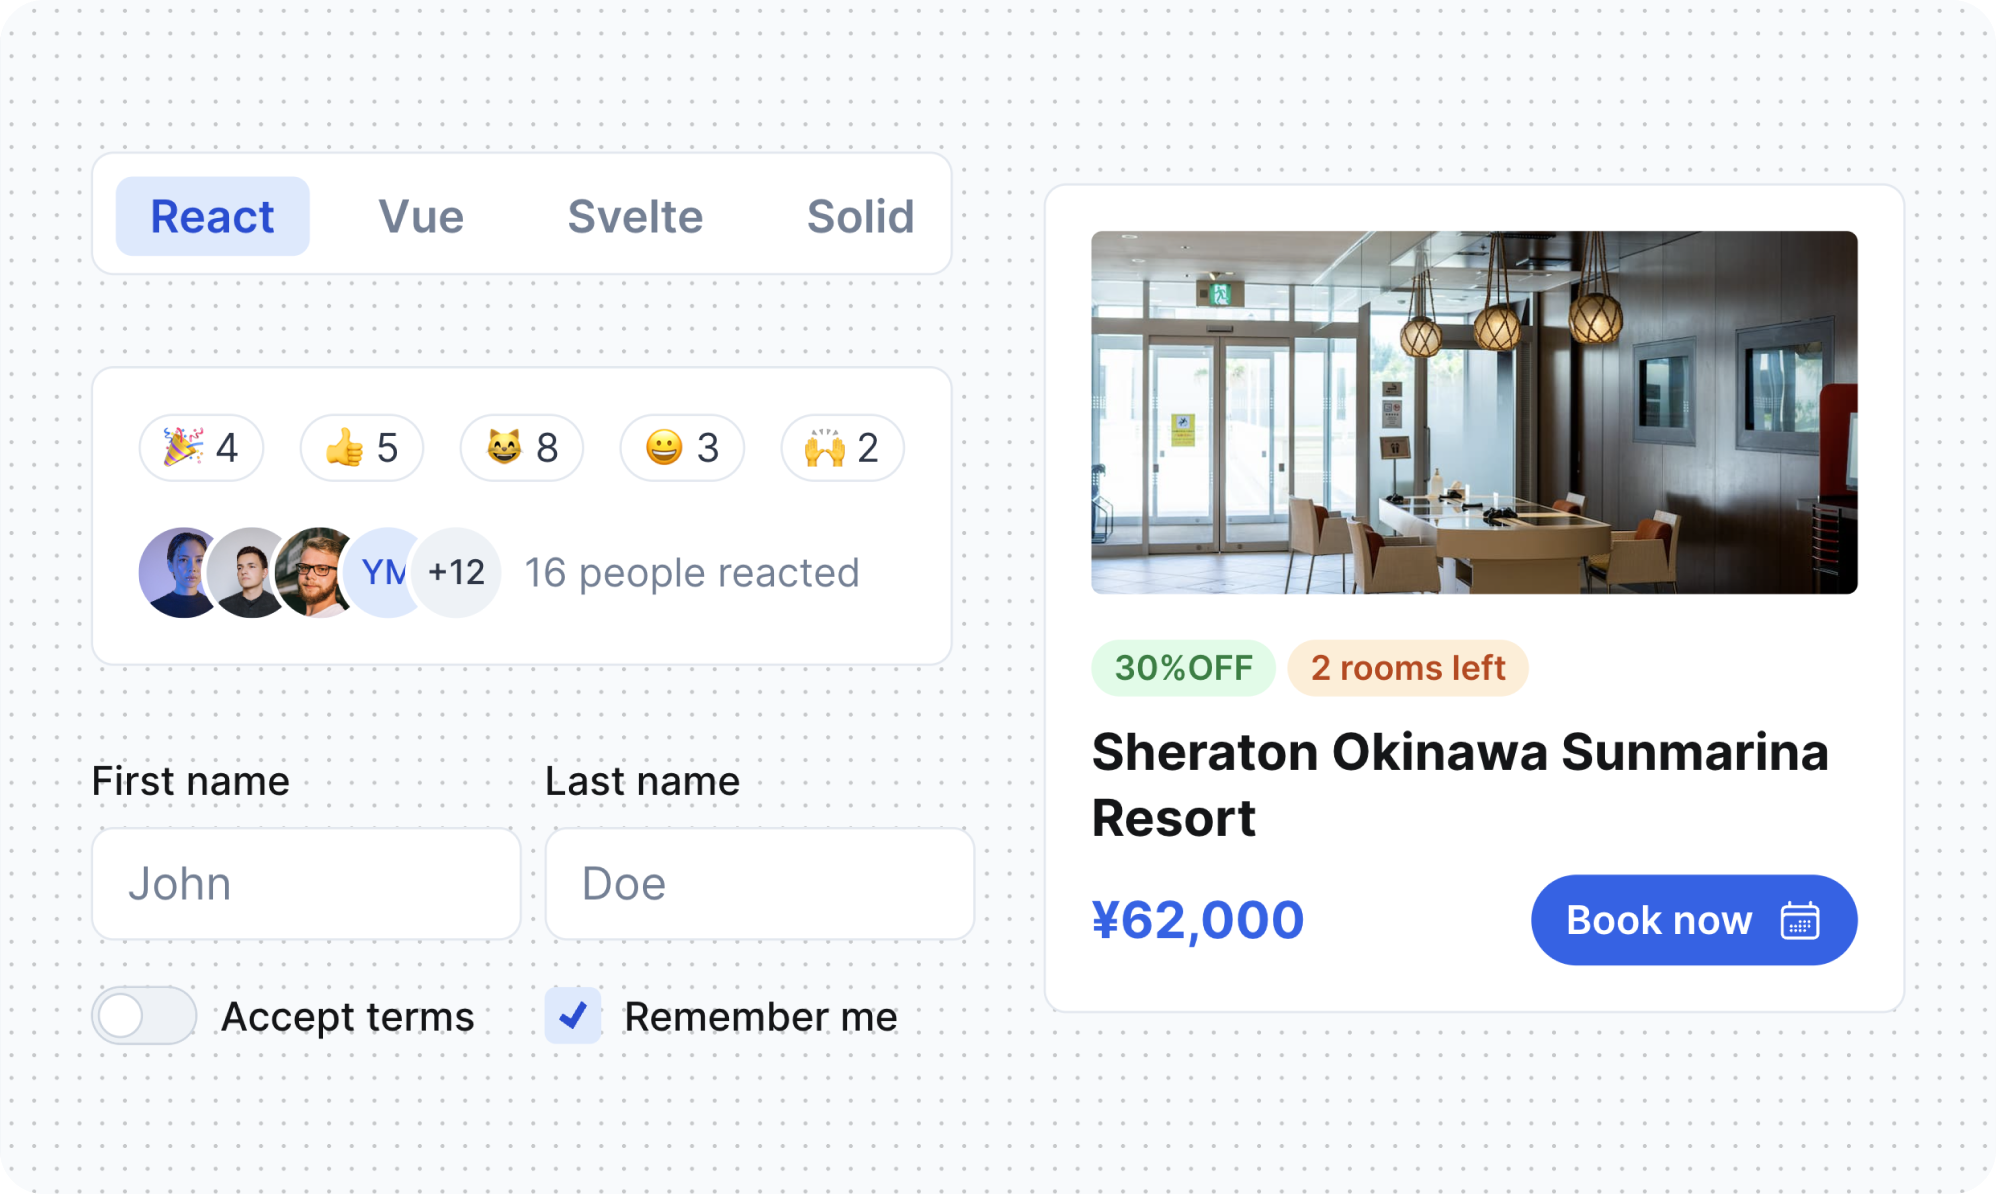 React Vue Svelte Solid
🎉 4 👍 5 😸 8 😀 3 🙌 2
YM +12 16 people reacted
First name Last name
John Doe
Accept terms Remember me
30%OFF 2 rooms left
Sheraton Okinawa Sunmarina
Resort
¥62,000 Book now